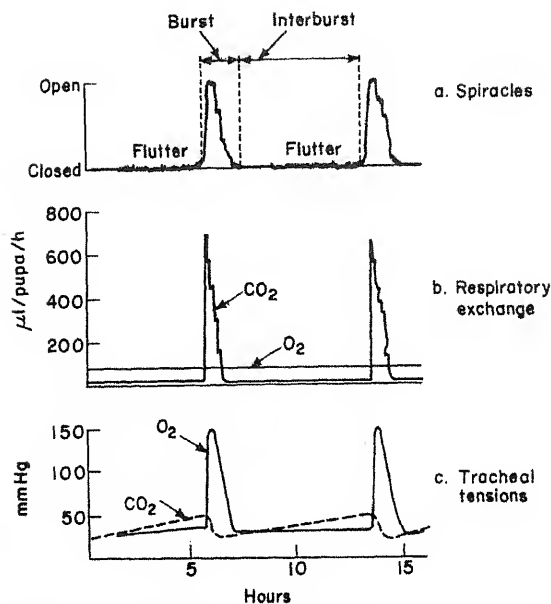 Burst Interburst
Open
a. Spiracles
Flutter Flutter
Closed
800
600
400
200
μl/pupa/h
CO2
O2
b. Respiratory
exchange
150
100
50
mmHg
O2
CO2
c. Tracheal
tensions
5 10 15
Hours